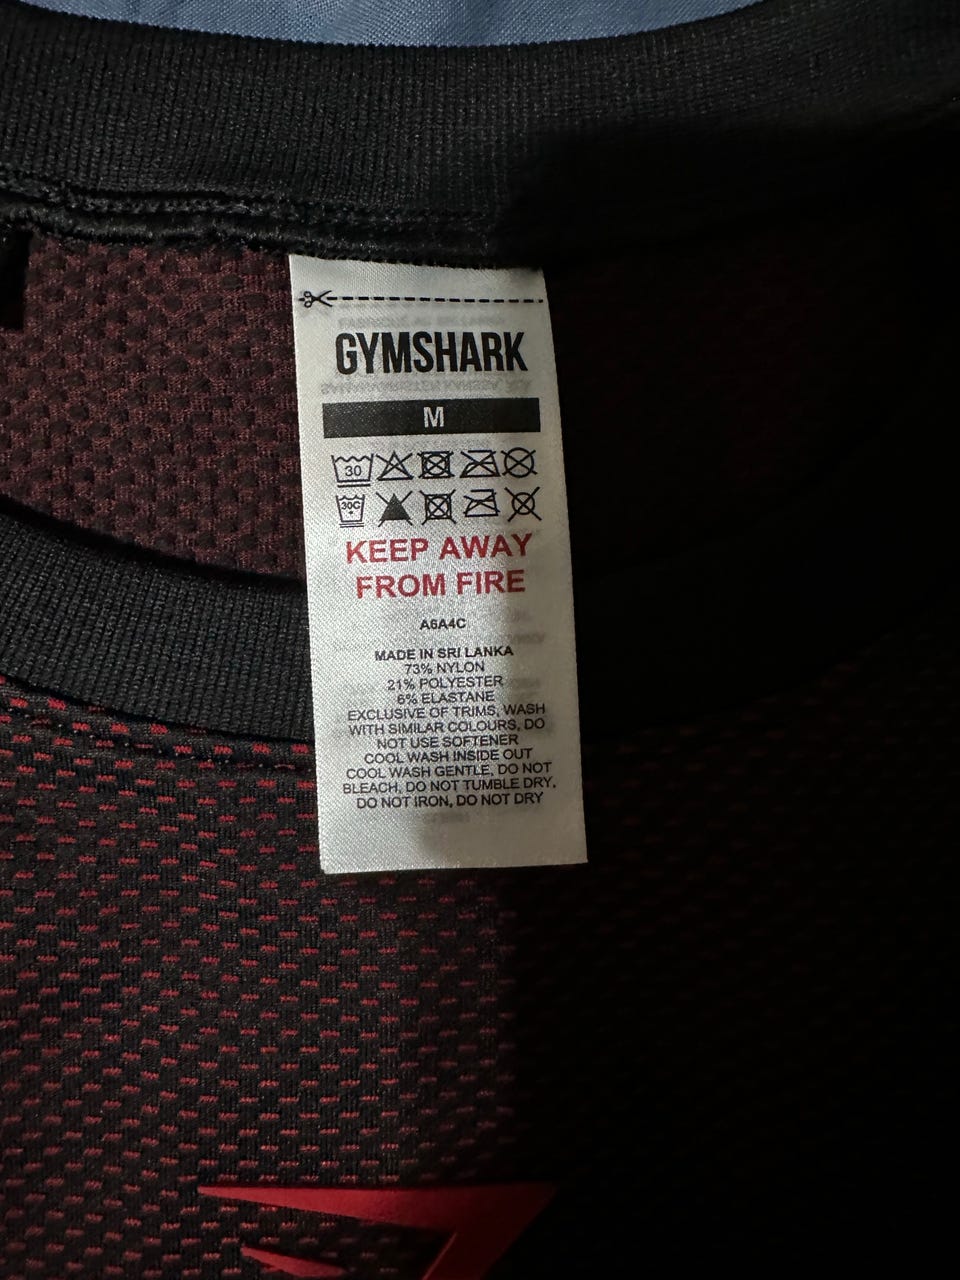 GYMSHARK
M
30
30C
KEEP AWAY
FROM FIRE
A6A4C
MADE IN SRI LANKA
73% NYLON
21% POLYESTER
6% ELASTANE
EXCLUSIVE OF TRIMS, WASH
WITH SIMILAR COLOURS, DO
NOT USE SOFTENER
COOL WASH INSIDE OUT
COOL WASH GENTLE, DO NOT
BLEACH, DO NOT TUMBLE DRY,
DO NOT IRON, DO NOT DRY